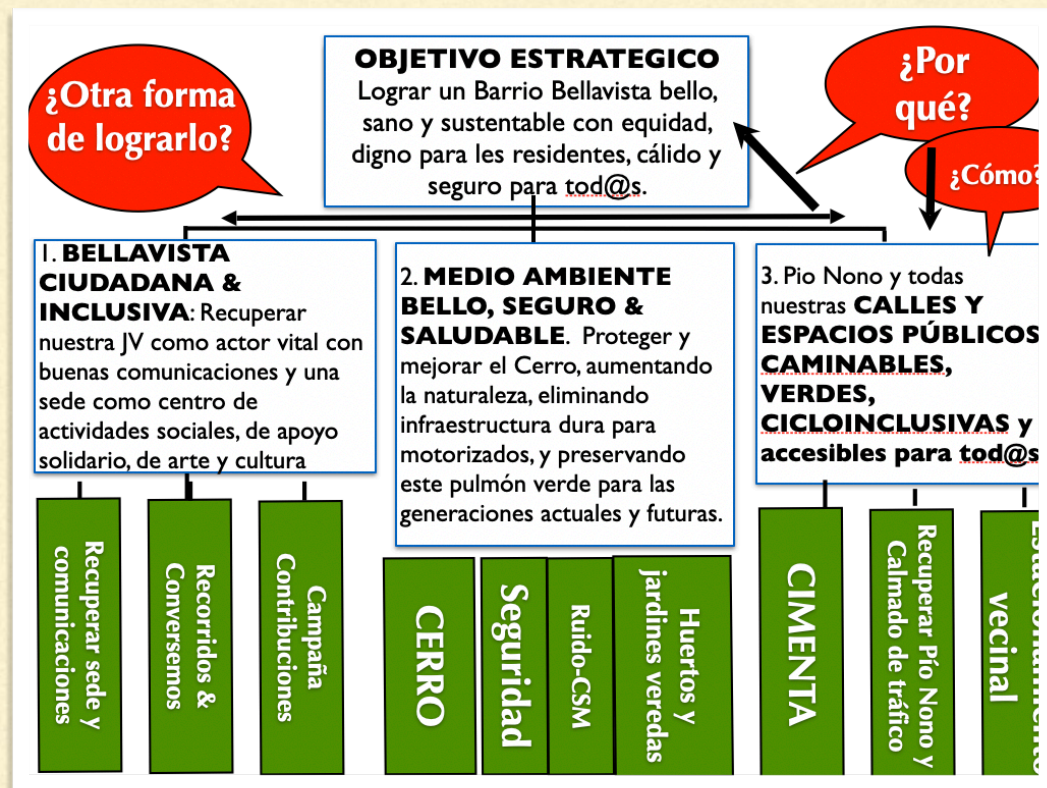 ¿Otra forma
de lograrlo?
OBJETIVO ESTRATEGICO
Lograr un Barrio Bellavista bello,
sano y sustentable con equidad,
digno para les residentes, cálido y
seguro para tod@s.
¿Por
qué?
¿Cómo?
1. BELLAVISTA
CIUDADANA &
INCLUSIVA: Recuperar
nuestra JV como actor vital con
buenas comunicaciones y una
sede como centro de
actividades sociales, de apoyo
solidario, de arte y cultura
2. MEDIO AMBIENTE
BELLO, SEGURO &
SALUDABLE. Proteger y
mejorar el Cerro, aumentando
la naturaleza, eliminando
infraestructura dura para
motorizados, y preservando
este pulmón verde para las
generaciones actuales y futuras.
3. Pio Nono y todas
nuestras CALLES Y
ESPACIOS PÚBLICOS
CAMINABLES,
VERDES,
CICLOINCLUSIVAS y
accesibles para tod@s
Recuperar sede y
comunicaciones
Recorridos &
Conversemos
Campaña
Contribuciones
CERRO
Seguridad
Ruido-CSM
Huertos y
jardines veredas
CIMENTA
Recuperar Pío Nono y
Calmado de tráfico
vecinal